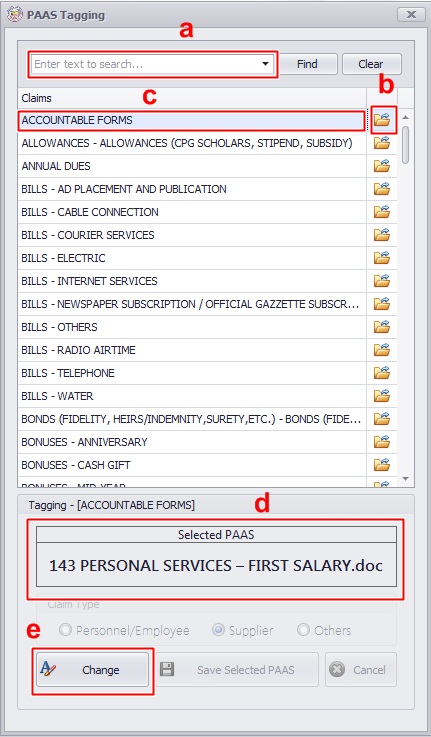 PAAS Tagging
a
Enter text to search...
Find
Clear
b
c
Claims
ACCOUNTABLE FORMS
ALLOWANCES - ALLOWANCES (CPG SCHOLARS, STIPEND, SUBSIDY)
ANNUAL DUES
BILLS - AD PLACEMENT AND PUBLICATION
BILLS - CABLE CONNECTION
BILLS - COURIER SERVICES
BILLS - ELECTRIC
BILLS - INTERNET SERVICES
BILLS - NEWSPAPER SUBSCRIPTION / OFFICIAL GAZZETTE SUBSCR...
BILLS - OTHERS
BILLS - RADIO AIRTIME
BILLS - TELEPHONE
BILLS - WATER
BONDS (FIDELITY, HEIRS/INDEMNITY,SURETY,ETC.) - BONDS (FIDE...
BONUSES - ANNIVERSARY
BONUSES - CASH GIFT
BONUSES - MID YEAR
d
Tagging - [ACCOUNTABLE FORMS]
Selected PAAS
143 PERSONAL SERVICES – FIRST SALARY.doc
Claim Type
e
Personnel/Employee
Supplier
Others
Change
Save Selected PAAS
Cancel